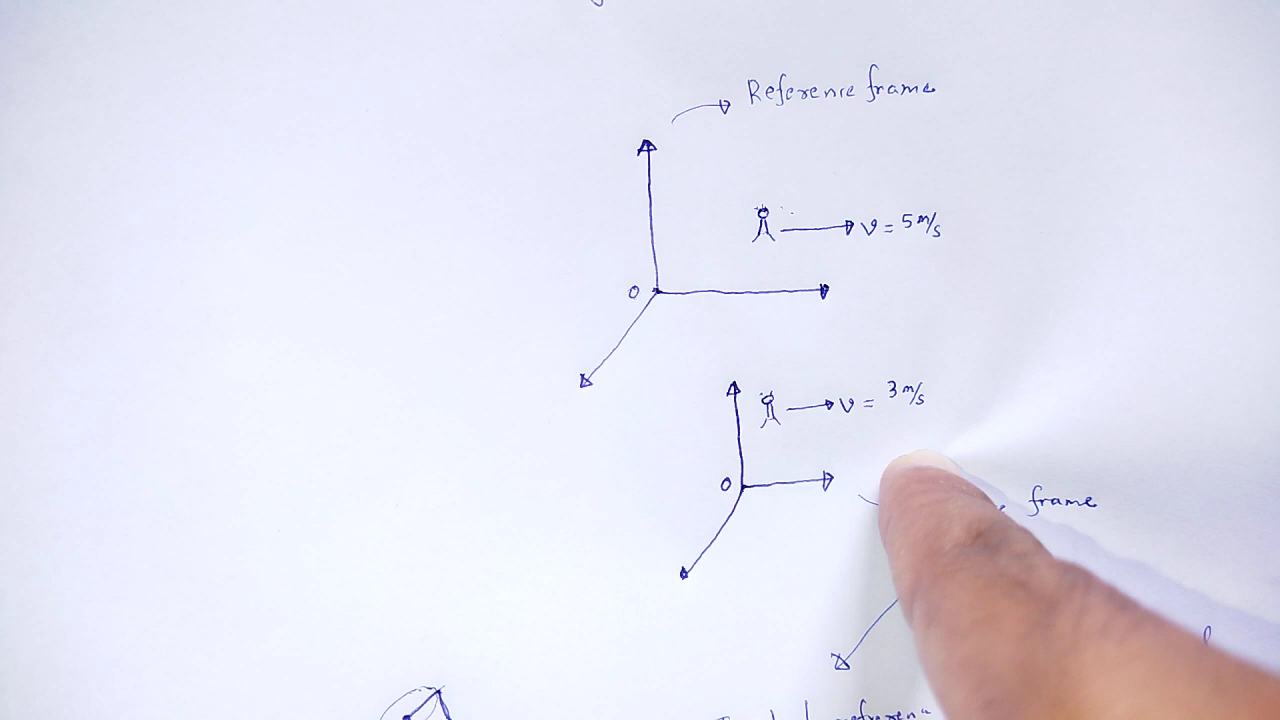 Reference frame
v = 5 m/s
O
v = 3 m/s
O
frame